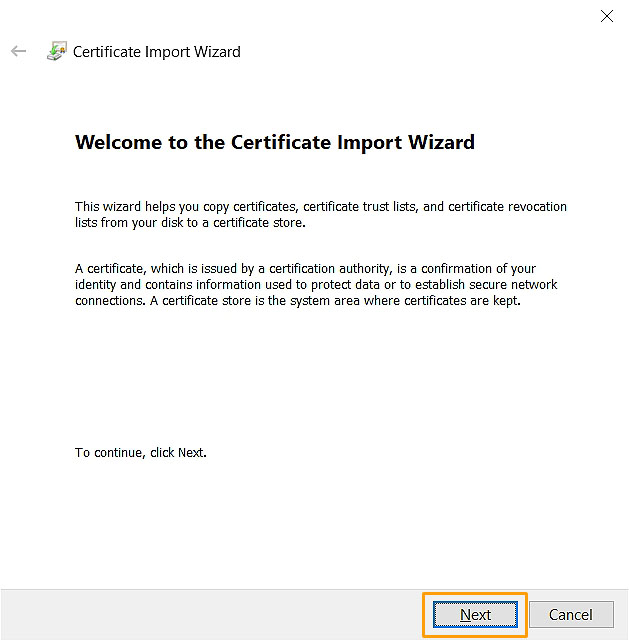 Certificate Import Wizard
Welcome to the Certificate Import Wizard
This wizard helps you copy certificates, certificate trust lists, and certificate revocation
lists from your disk to a certificate store.
A certificate, which is issued by a certification authority, is a confirmation of your
identity and contains information used to protect data or to establish secure network
connections. A certificate store is the system area where certificates are kept.
To continue, click Next.
Next
Cancel